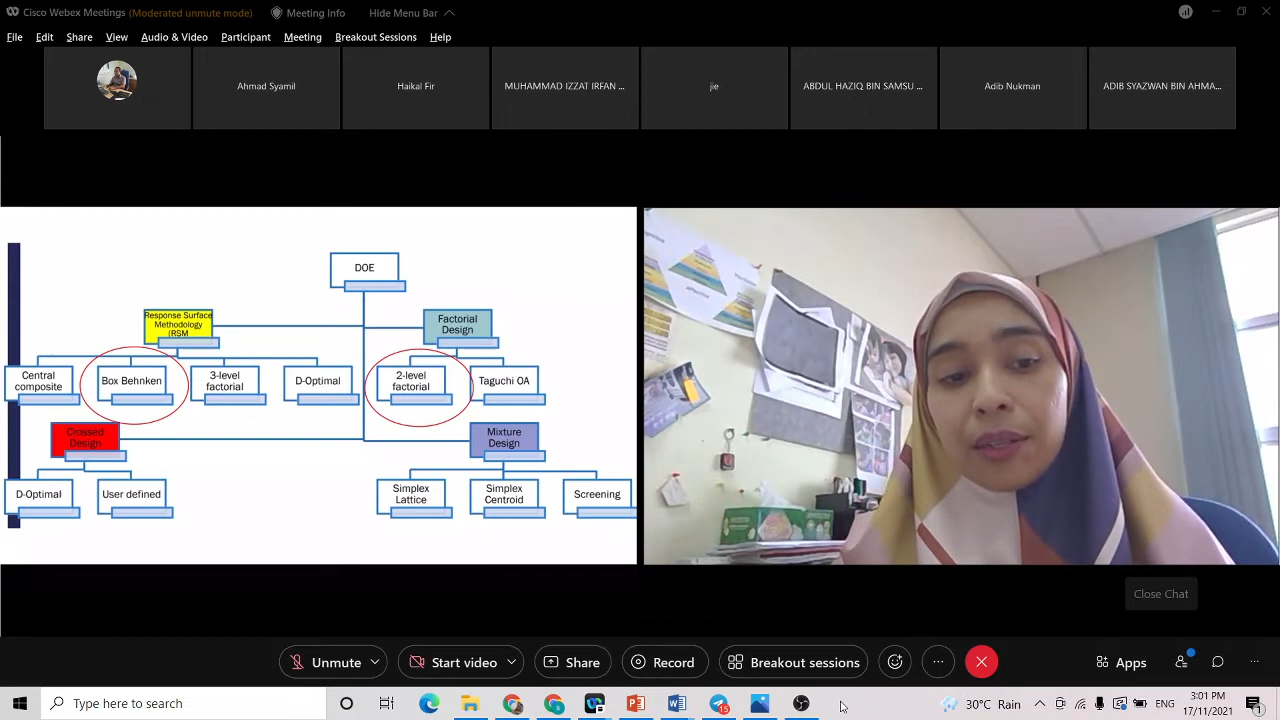 Cisco Webex Meetings (Moderated unmute mode) Meeting Info Hide Menu Bar
File Edit Share View Audio & Video Participant Meeting Breakout Sessions Help
Ahmad Syamil
Haikal Fir
MUHAMMAD IZZAT IRFAN ...
jie
ABDUL HAZIQ BIN SAMSU ...
Adib Nukman
ADIB SYAZWAN BIN AHMA...
DOE
Response Surface
Methodology
(RSM
Factorial
Design
Central
composite
Box Behnken
3-level
factorial
D-Optimal
2-level
factorial
Taguchi OA
Crossed
Design
Mixture
Design
D-Optimal
User defined
Simplex
Lattice
Simplex
Centroid
Screening
Close Chat
Unmute
Start video
Share
Record
Breakout sessions
Apps
Type here to search
15
30°C Rain
3:01 PM
17/11/2021
1